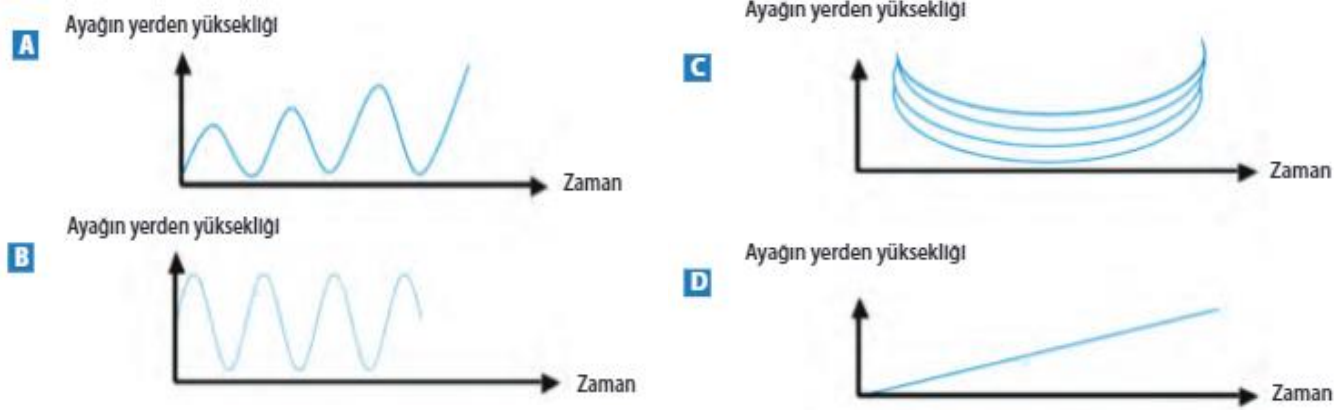 A
Ayağın yerden yüksekliği
Zaman
B
Ayağın yerden yüksekliği
Zaman
C
Ayağın yerden yüksekliği
Zaman
D
Ayağın yerden yüksekliği
Zaman